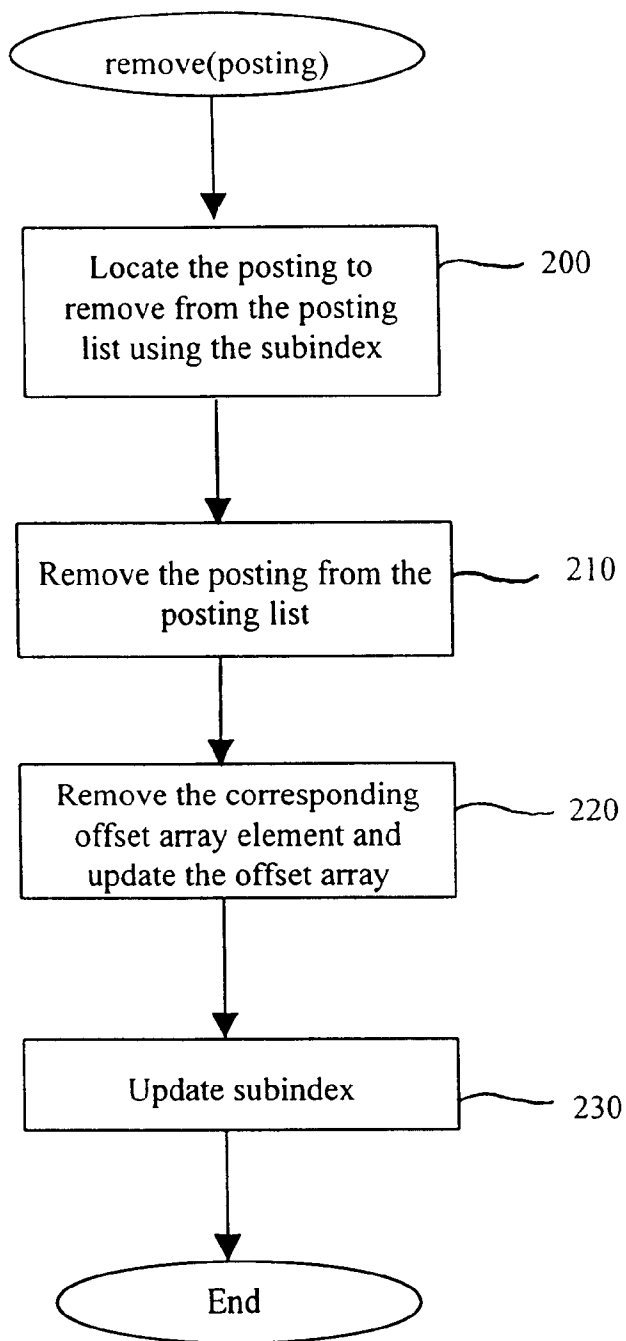 remove(posting)
Locate the posting to
remove from the posting
list using the subindex
200
Remove the posting from the
posting list
210
Remove the corresponding
offset array element and
update the offset array
220
Update subindex
230
End